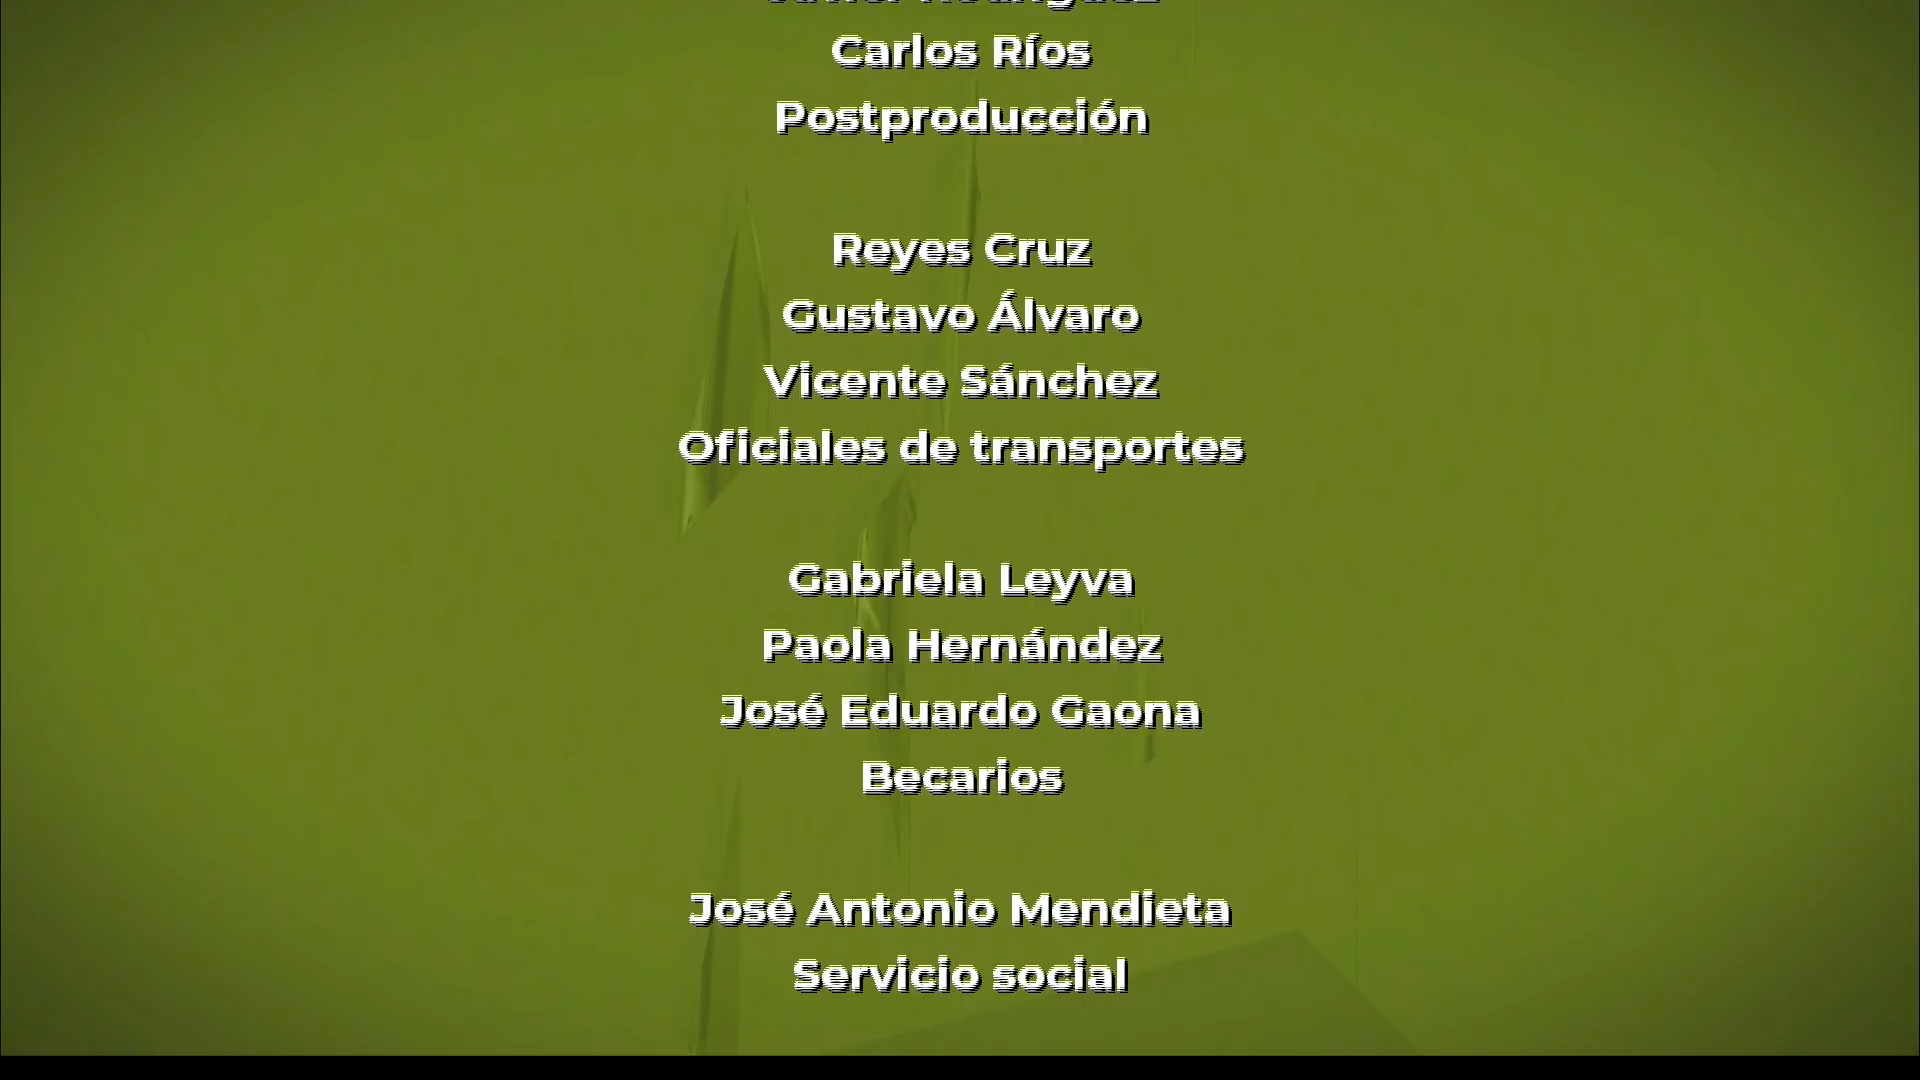 Carlos Ríos
Postproducción
Reyes Cruz
Gustavo Álvaro
Vicente Sánchez
Oficiales de transportes
Gabriela Leyva
Paola Hernández
José Eduardo Gaona
Becarios
José Antonio Mendieta
Servicio social